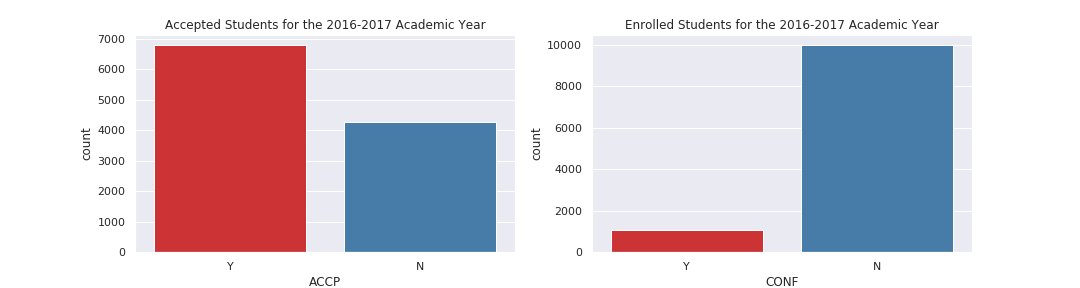 Accepted Students for the 2016-2017 Academic Year
7000
6000
5000
4000
3000
2000
1000
0
count
Y N
ACCP
Enrolled Students for the 2016-2017 Academic Year
10000
8000
6000
4000
2000
0
count
Y N
CONF